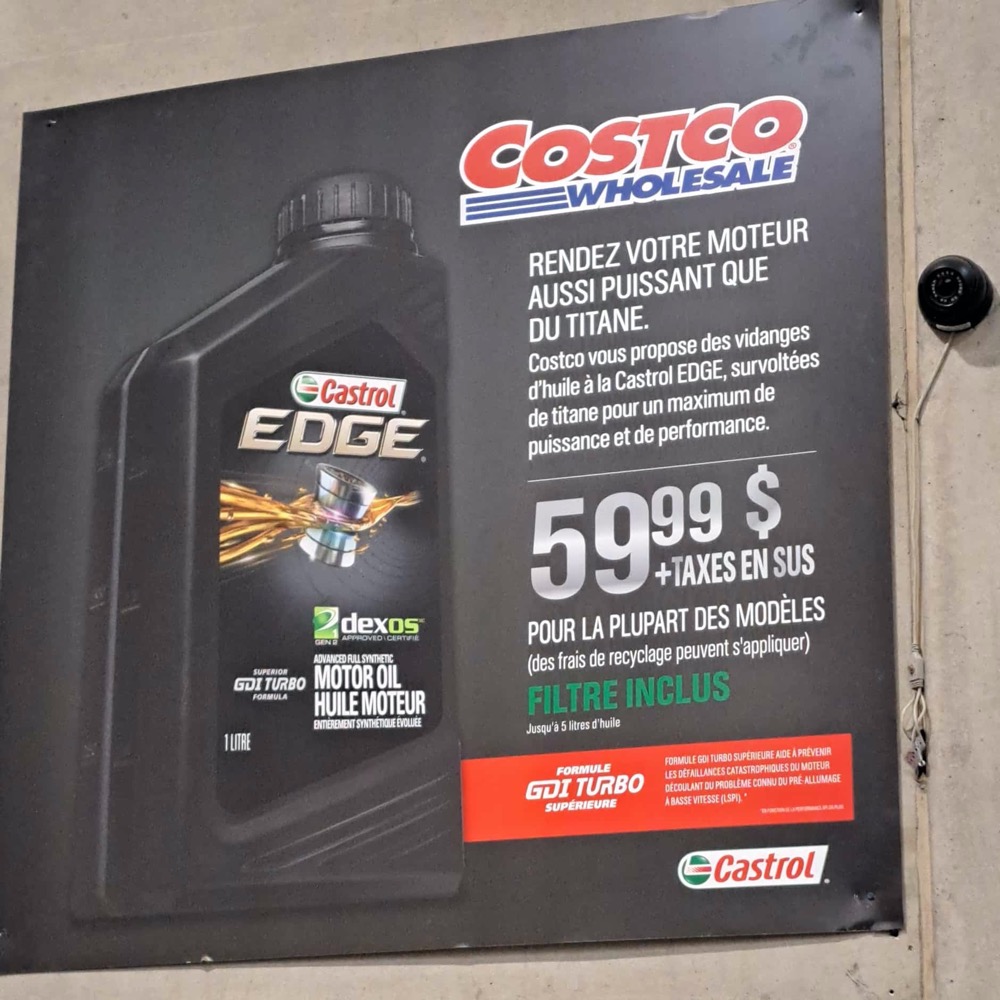 COSTCO
WHOLESALE
RENDEZ VOTRE MOTEUR
AUSSI PUISSANT QUE
DU TITANE.
Costco vous propose des vidanges
d'huile à la Castrol EDGE, survoltées
de titane pour un maximum de
puissance et de performance.
59⁹⁹ $
+TAXES EN SUS
POUR LA PLUPART DES MODÈLES
(des frais de recyclage peuvent s'appliquer)
FILTRE INCLUS
Jusqu'à 5 litres d'huile
FORMULE
GDI TURBO
SUPÉRIEURE
FORMULE GDI TURBO SUPÉRIEURE AIDE À PRÉVENIR
LES DÉFAILLANCES CATASTROPHIQUES DU MOTEUR
DÉCOULANT DU PROBLÈME CONNU DU PRÉ-ALLUMAGE
À BASSE VITESSE (LSPI).*
Castrol
Castrol
EDGE
dexos
GEN 2
APPROVED | CERTIFIÉ
SUPERIOR
GDI TURBO
FORMULA
ADVANCED FULL SYNTHETIC
MOTOR OIL
HUILE MOTEUR
ENTIÈREMENT SYNTHÉTIQUE ÉVOLUÉE
1 LITRE